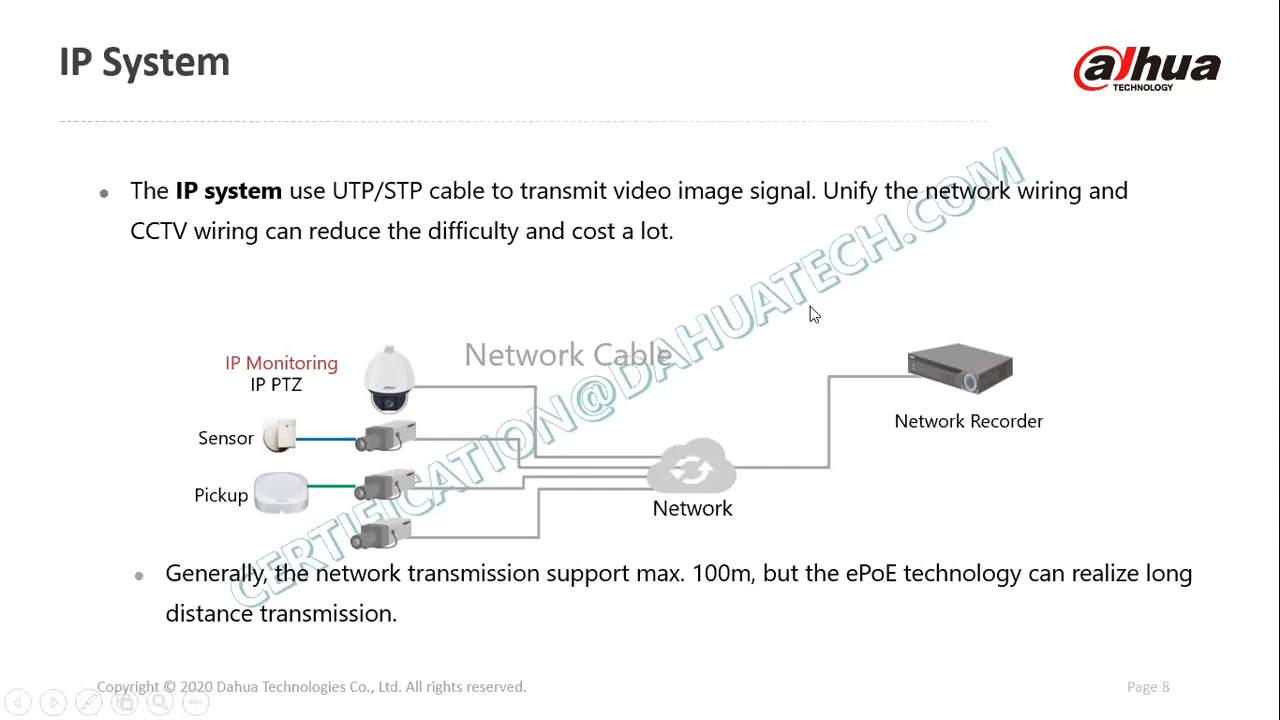 IP System
alhua
TECHNOLOGY
The IP system use UTP/STP cable to transmit video image signal. Unify the network wiring and
CCTV wiring can reduce the difficulty and cost a lot.
CERTIFICATION@DAHUATECH.COM
Network Cable
IP Monitoring
IP PTZ
Sensor
Pickup
Network
Network Recorder
Generally, the network transmission support max. 100m, but the ePoE technology can realize long
distance transmission.
Copyright © 2020 Dahua Technologies Co., Ltd. All rights reserved.
Page 8